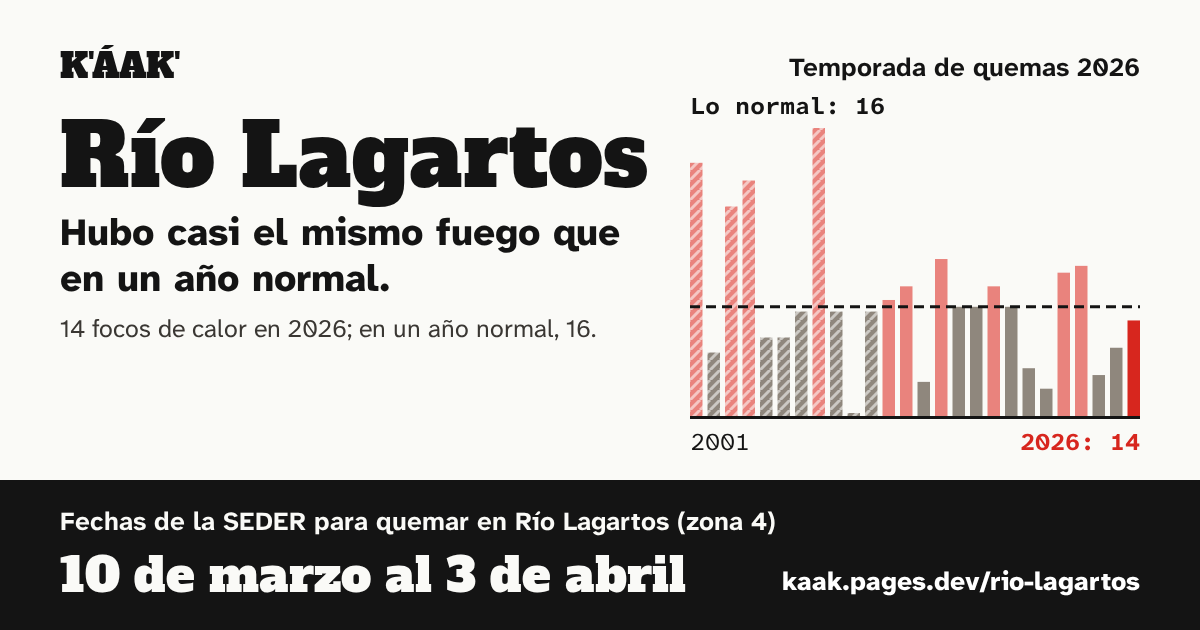 K'ÁAK'
Río Lagartos
Hubo casi el mismo fuego que
en un año normal.
14 focos de calor en 2026; en un año normal, 16.
Temporada de quemas 2026
Lo normal: 16
2001
2026: 14
Fechas de la SEDER para quemar en Río Lagartos (zona 4)
10 de marzo al 3 de abril
kaak.pages.dev/rio-lagartos